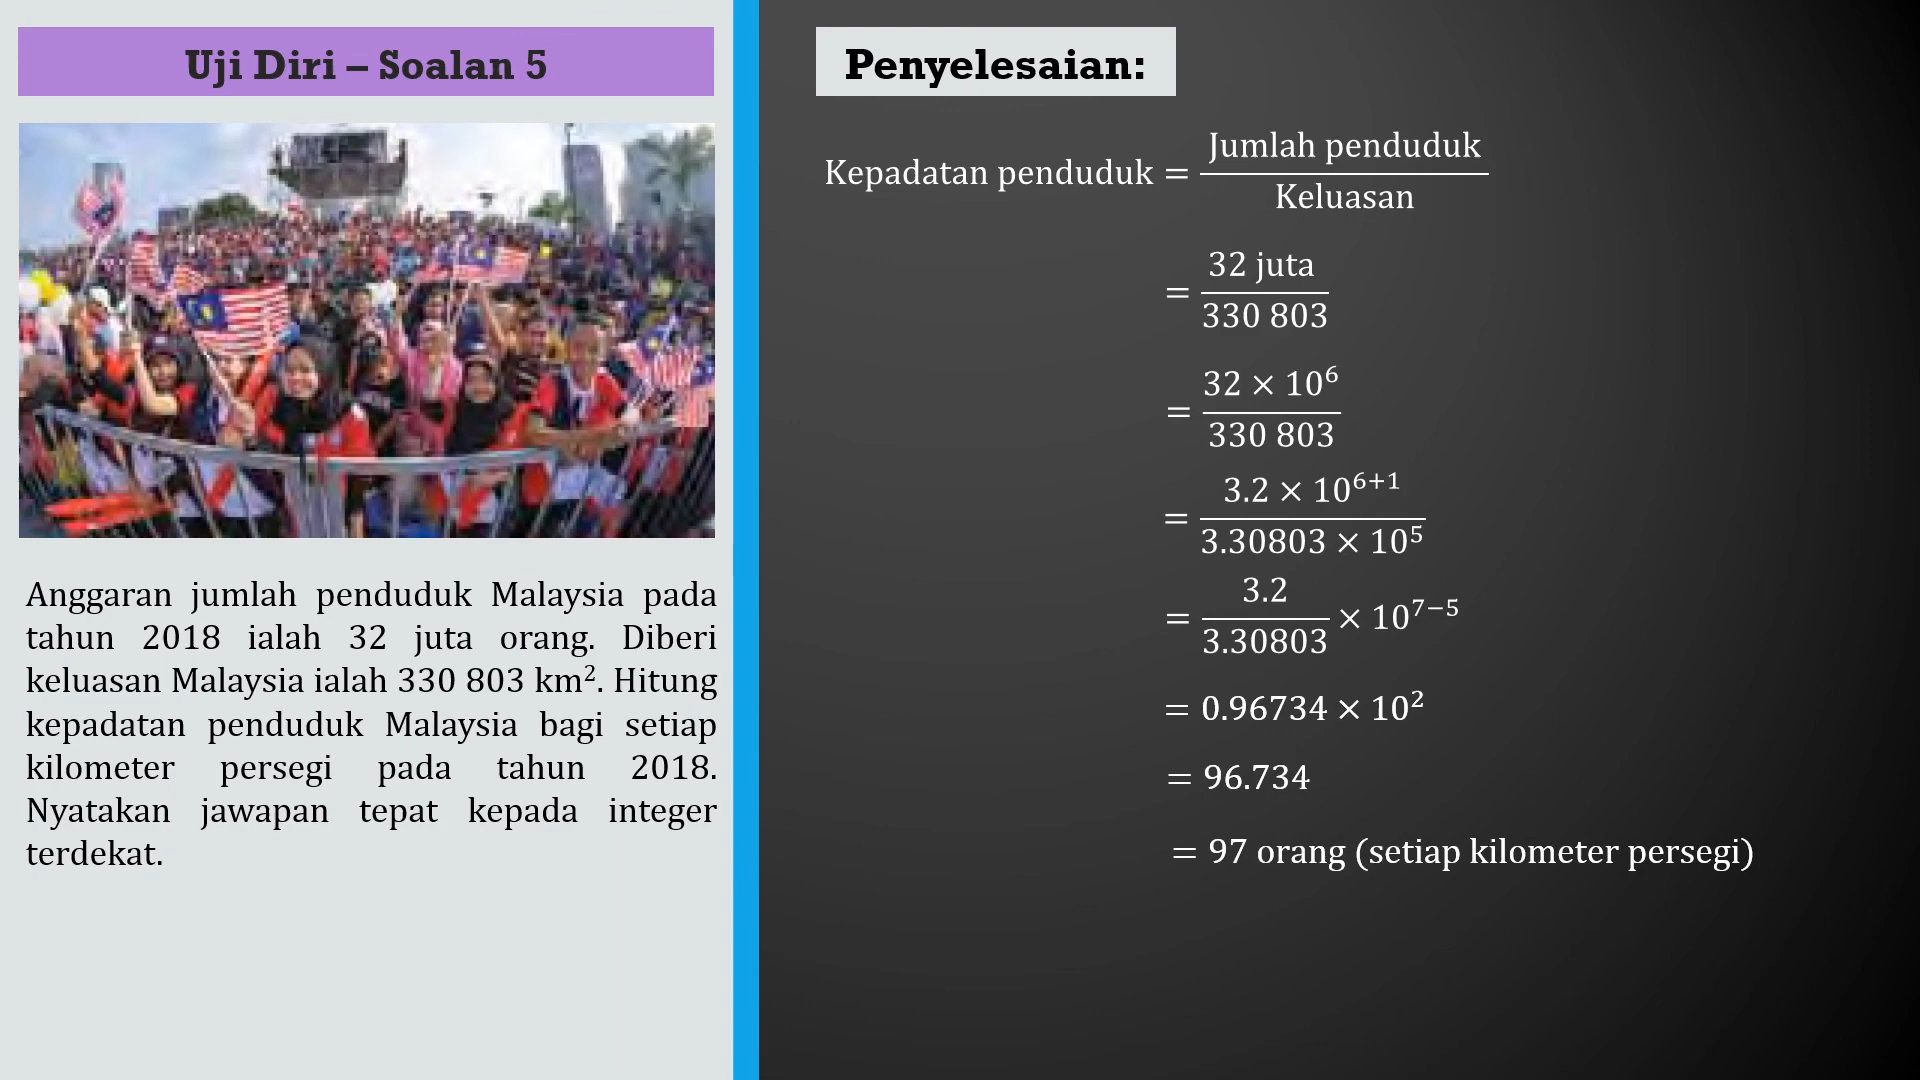 Uji Diri – Soalan 5
Anggaran jumlah penduduk Malaysia pada
tahun 2018 ialah 32 juta orang. Diberi
keluasan Malaysia ialah 330 803 km². Hitung
kepadatan penduduk Malaysia bagi setiap
kilometer persegi pada tahun 2018.
Nyatakan jawapan tepat kepada integer
terdekat.
Penyelesaian:
Kepadatan penduduk = Jumlah penduduk / Keluasan
= 32 juta / 330 803
= 32 × 10⁶ / 330 803
= 3.2 × 10⁶⁺¹ / 3.30803 × 10⁵
= 3.2 / 3.30803 × 10⁷⁻⁵
= 0.96734 × 10²
= 96.734
= 97 orang (setiap kilometer persegi)